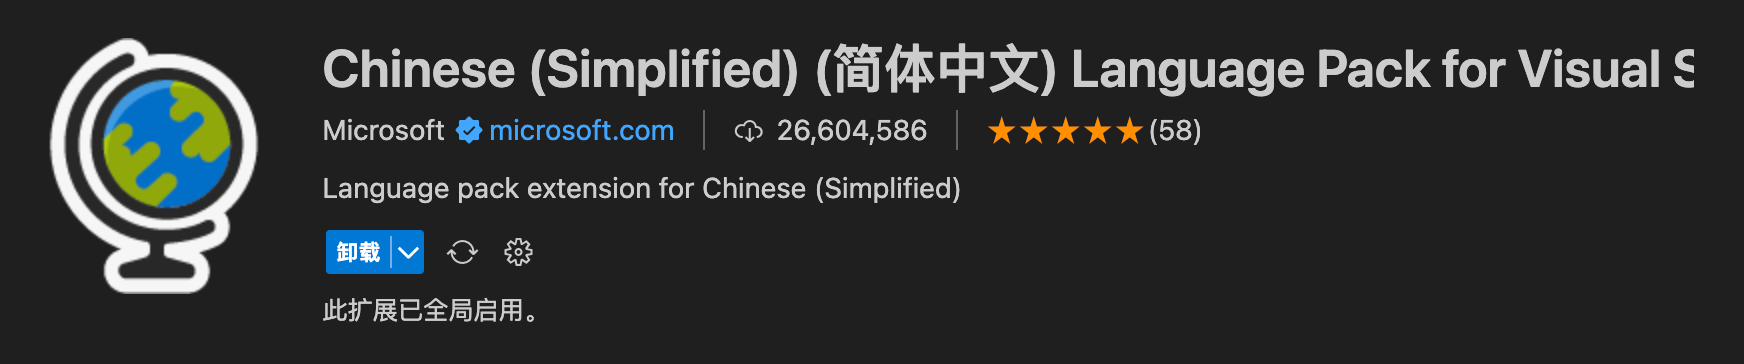 Chinese (Simplified) (简体中文) Language Pack for Visual S
Microsoft microsoft.com 26,604,586 (58)
Language pack extension for Chinese (Simplified)
卸载
此扩展已全局启用。